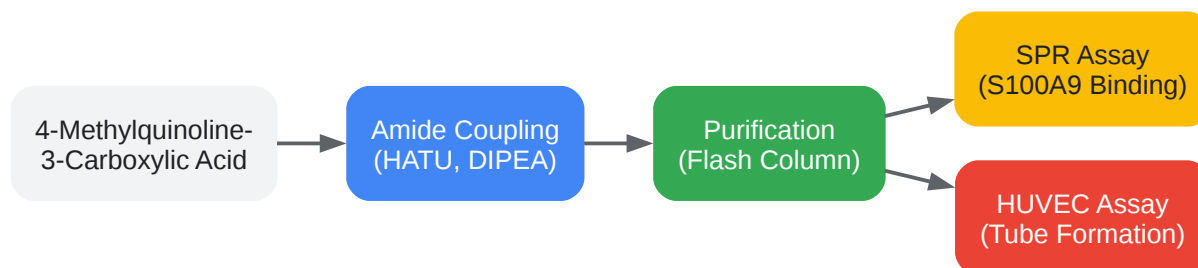 4-Methylquinoline-
3-Carboxylic Acid
Amide Coupling
(HATU, DIPEA)
Purification
(Flash Column)
SPR Assay
(S100A9 Binding)
HUVEC Assay
(Tube Formation)